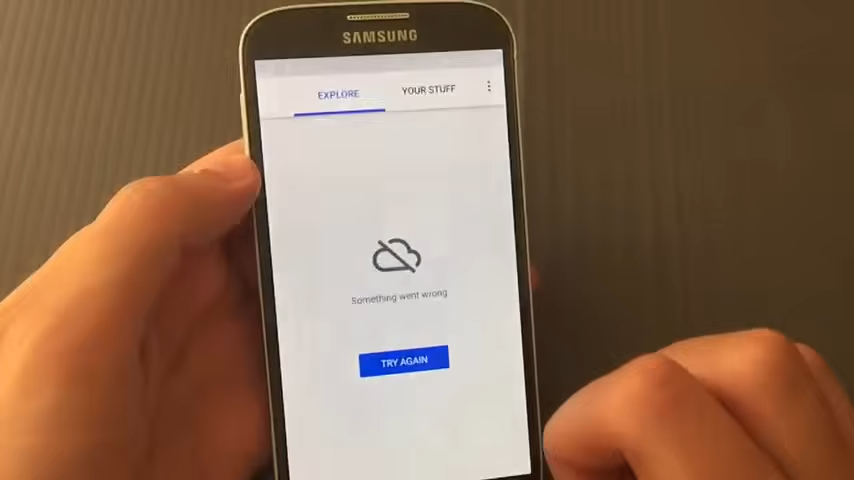 SAMSUNG
EXPLORE
YOUR STUFF
Something went wrong
TRY AGAIN